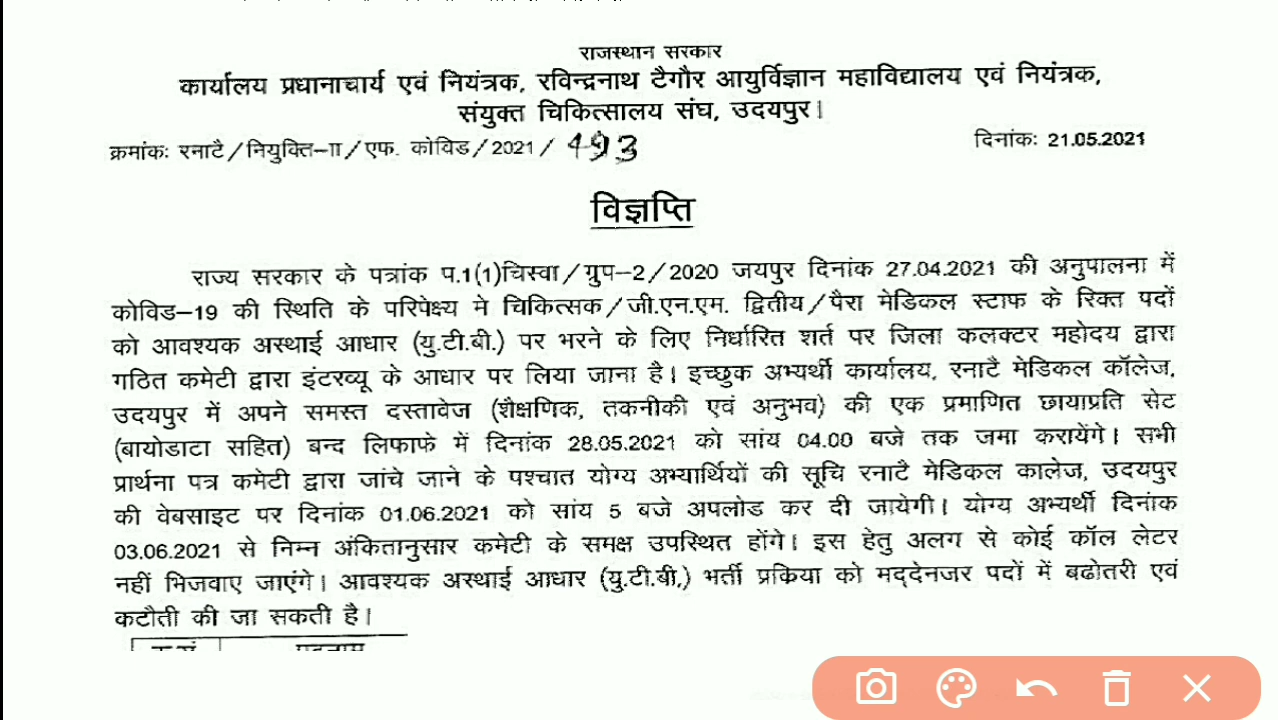 राजस्थान सरकार
कार्यालय प्रधानाचार्य एवं नियंत्रक, रविन्द्रनाथ टैगौर आयुर्विज्ञान महाविद्यालय एवं नियंत्रक,
संयुक्त चिकित्सालय संघ, उदयपुर।
क्रमांकः रनाटै/नियुक्ति-II/एफ. कोविड/2021/493
दिनांकः 21.05.2021
विज्ञप्ति
राज्य सरकार के पत्रांक प.1(1)चिस्वा/ग्रुप-2/2020 जयपुर दिनांक 27.04.2021 की अनुपालना में
कोविड-19 की स्थिति के परिपेक्ष्य मे चिकित्सक/जी.एन.एम. द्वितीय/पैरा मेडिकल स्टाफ के रिक्त पदों
को आवश्यक अस्थाई आधार (यु.टी.बी.) पर भरने के लिए निर्धारित शर्त पर जिला कलक्टर महोदय द्वारा
गठित कमेटी द्वारा इंटरव्यू के आधार पर लिया जाना है। इच्छुक अभ्यर्थी कार्यालय, रनाटै मेडिकल कॉलेज,
उदयपुर में अपने समस्त दस्तावेज (शैक्षणिक, तकनीकी एवं अनुभव) की एक प्रमाणित छायाप्रति सेट
(बायोडाटा सहित) बन्द लिफाफे में दिनांक 28.05.2021 को सांय 04.00 बजे तक जमा करायेंगे। सभी
प्रार्थना पत्र कमेटी द्वारा जांचे जाने के पश्चात योग्य अभ्यार्थियों की सूचि रनाटै मेडिकल कालेज, उदयपुर
की वेबसाइट पर दिनांक 01.06.2021 को सांय 5 बजे अपलोड कर दी जायेगी। योग्य अभ्यर्थी दिनांक
03.06.2021 से निम्न अंकितानुसार कमेटी के समक्ष उपस्थित होंगे। इस हेतु अलग से कोई कॉल लेटर
नहीं भिजवाए जाएंगे। आवश्यक अस्थाई आधार (यु.टी.बी.) भर्ती प्रकिया को मद्देनजर पदों में बढोतरी एवं
कटौती की जा सकती है।